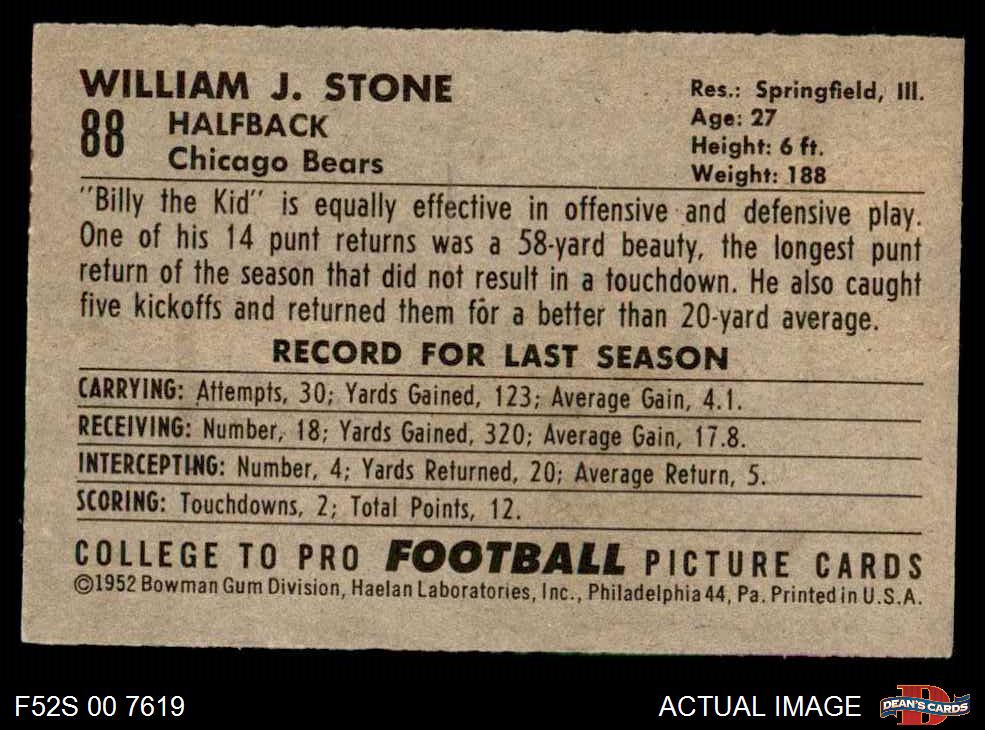 WILLIAM J. STONE
88
HALFBACK
Chicago Bears
Res.: Springfield, Ill.
Age: 27
Height: 6 ft.
Weight: 188
"Billy the Kid" is equally effective in offensive and defensive play.
One of his 14 punt returns was a 58-yard beauty, the longest punt
return of the season that did not result in a touchdown. He also caught
five kickoffs and returned them for a better than 20-yard average.
RECORD FOR LAST SEASON
CARRYING: Attempts, 30; Yards Gained, 123; Average Gain, 4.1.
RECEIVING: Number, 18; Yards Gained, 320; Average Gain, 17.8.
INTERCEPTING: Number, 4; Yards Returned, 20; Average Return, 5.
SCORING: Touchdowns, 2; Total Points, 12.
COLLEGE TO PRO FOOTBALL PICTURE CARDS
©1952 Bowman Gum Division, Haelan Laboratories, Inc., Philadelphia 44, Pa. Printed in U.S.A.
F52S 00 7619
ACTUAL IMAGE
D
DEAN'S CARDS